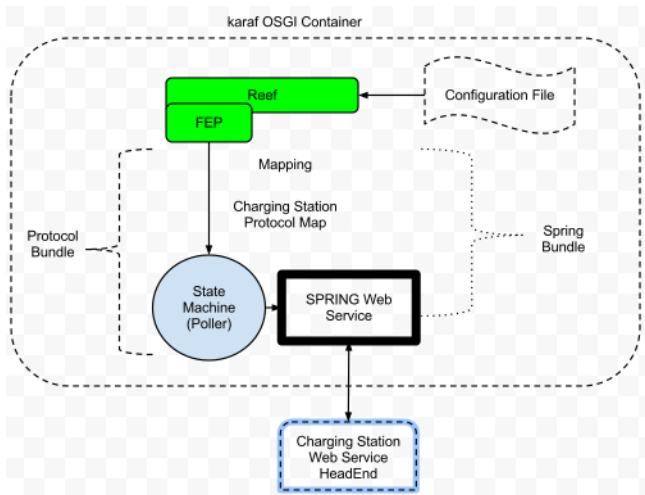 karaf OSGI Container
Reef
Configuration File
FEP
Mapping
Charging Station
Protocol Map
Protocol
Bundle
Spring
Bundle
State
Machine
(Poller)
SPRING Web
Service
Charging Station
Web Service
HeadEnd